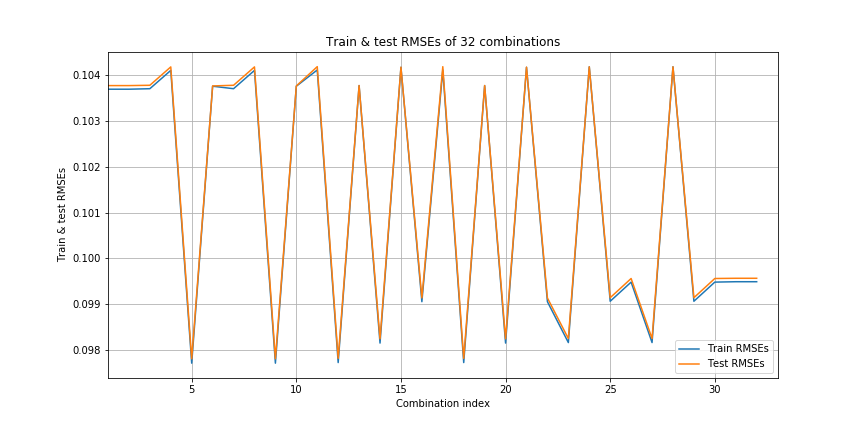 Train & test RMSEs of 32 combinations
Train & test RMSEs
0.104
0.103
0.102
0.101
0.100
0.099
0.098
5
10
15
20
25
30
Combination index
Train RMSEs
Test RMSEs